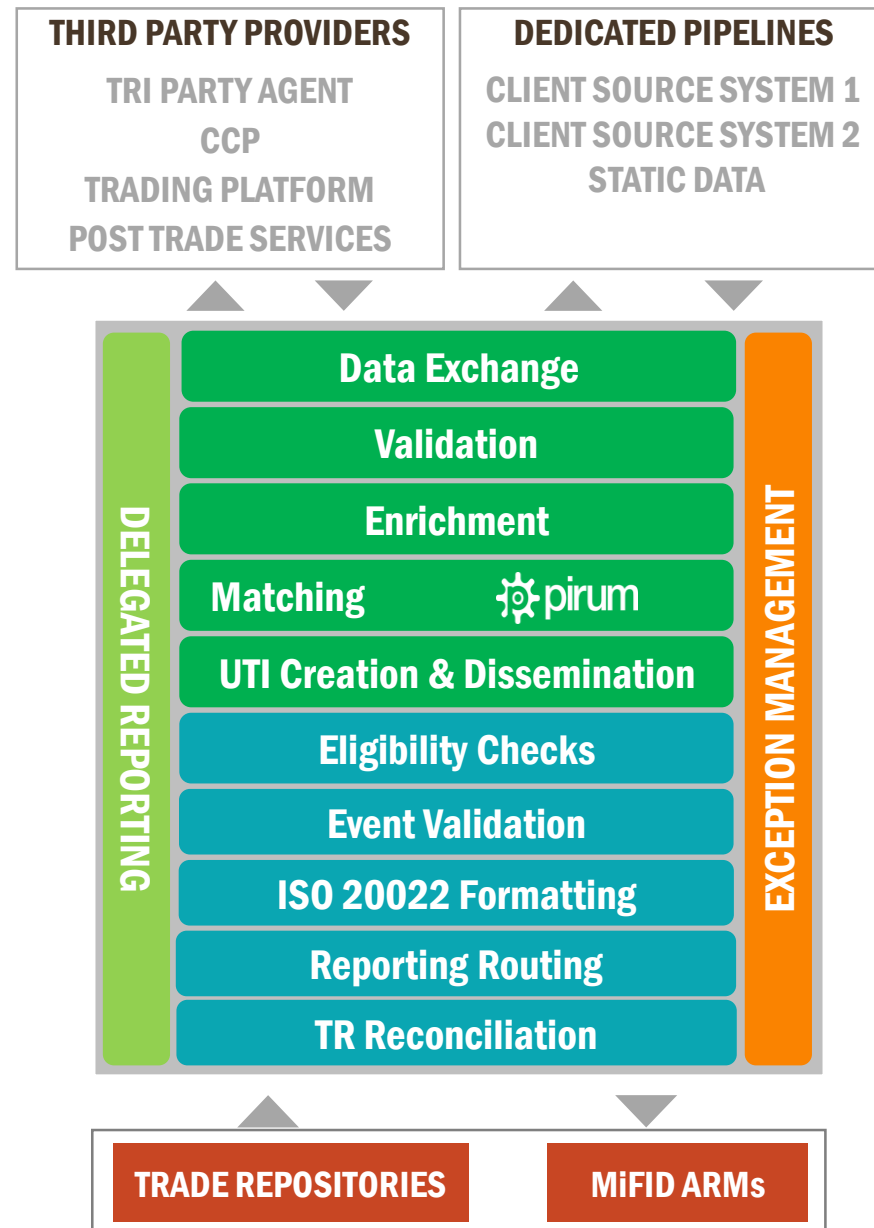 THIRD PARTY PROVIDERS
TRI PARTY AGENT
CCP
TRADING PLATFORM
POST TRADE SERVICES
DEDICATED PIPELINES
CLIENT SOURCE SYSTEM 1
CLIENT SOURCE SYSTEM 2
STATIC DATA
DELEGATED REPORTING
Data Exchange
Validation
Enrichment
Matching pirum
UTI Creation & Dissemination
Eligibility Checks
Event Validation
ISO 20022 Formatting
Reporting Routing
TR Reconciliation
EXCEPTION MANAGEMENT
TRADE REPOSITORIES
MiFID ARMs